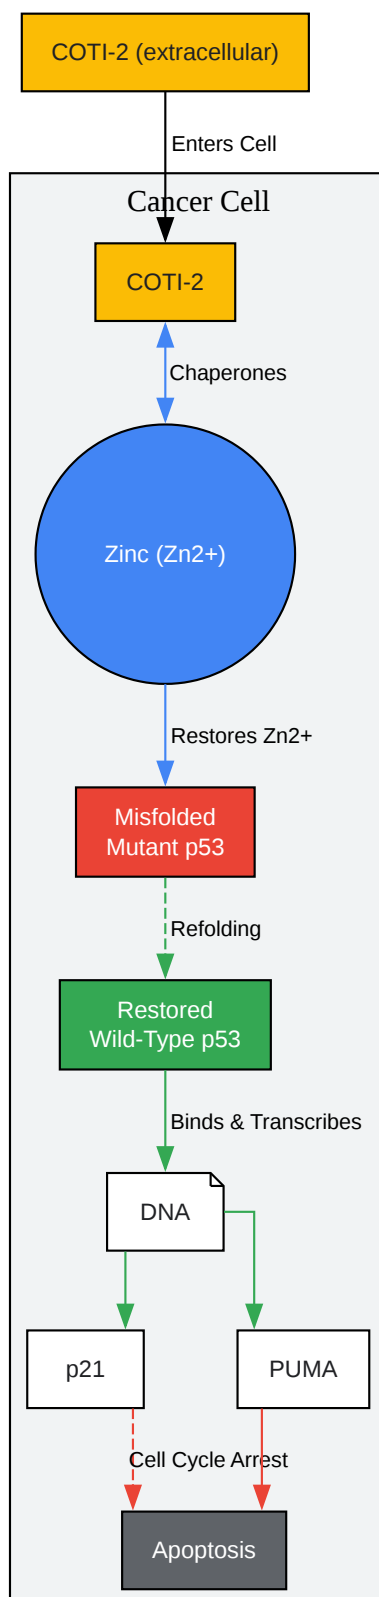 COTI-2 (extracellular)
Enters Cell
Cancer Cell
COTI-2
Chaperones
Zinc (Zn2+)
Restores Zn2+
Misfolded
Mutant p53
Refolding
Restored
Wild-Type p53
Binds & Transcribes
DNA
p21
PUMA
Cell Cycle Arrest
Apoptosis